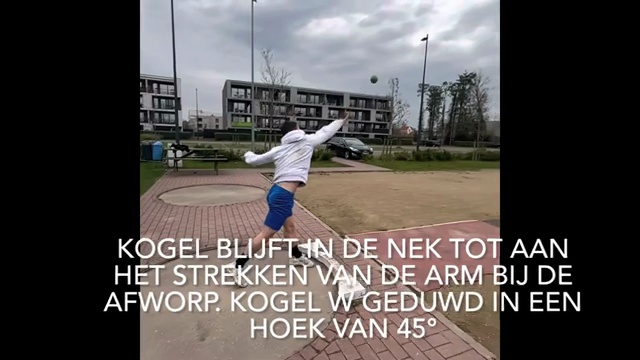 KOGEL BLIJFT IN DE NEK TOT AAN
HET STREKKEN VAN DE ARM BIJ DE
AFWORP. KOGEL W GEDUWD IN EEN
HOEK VAN 45°